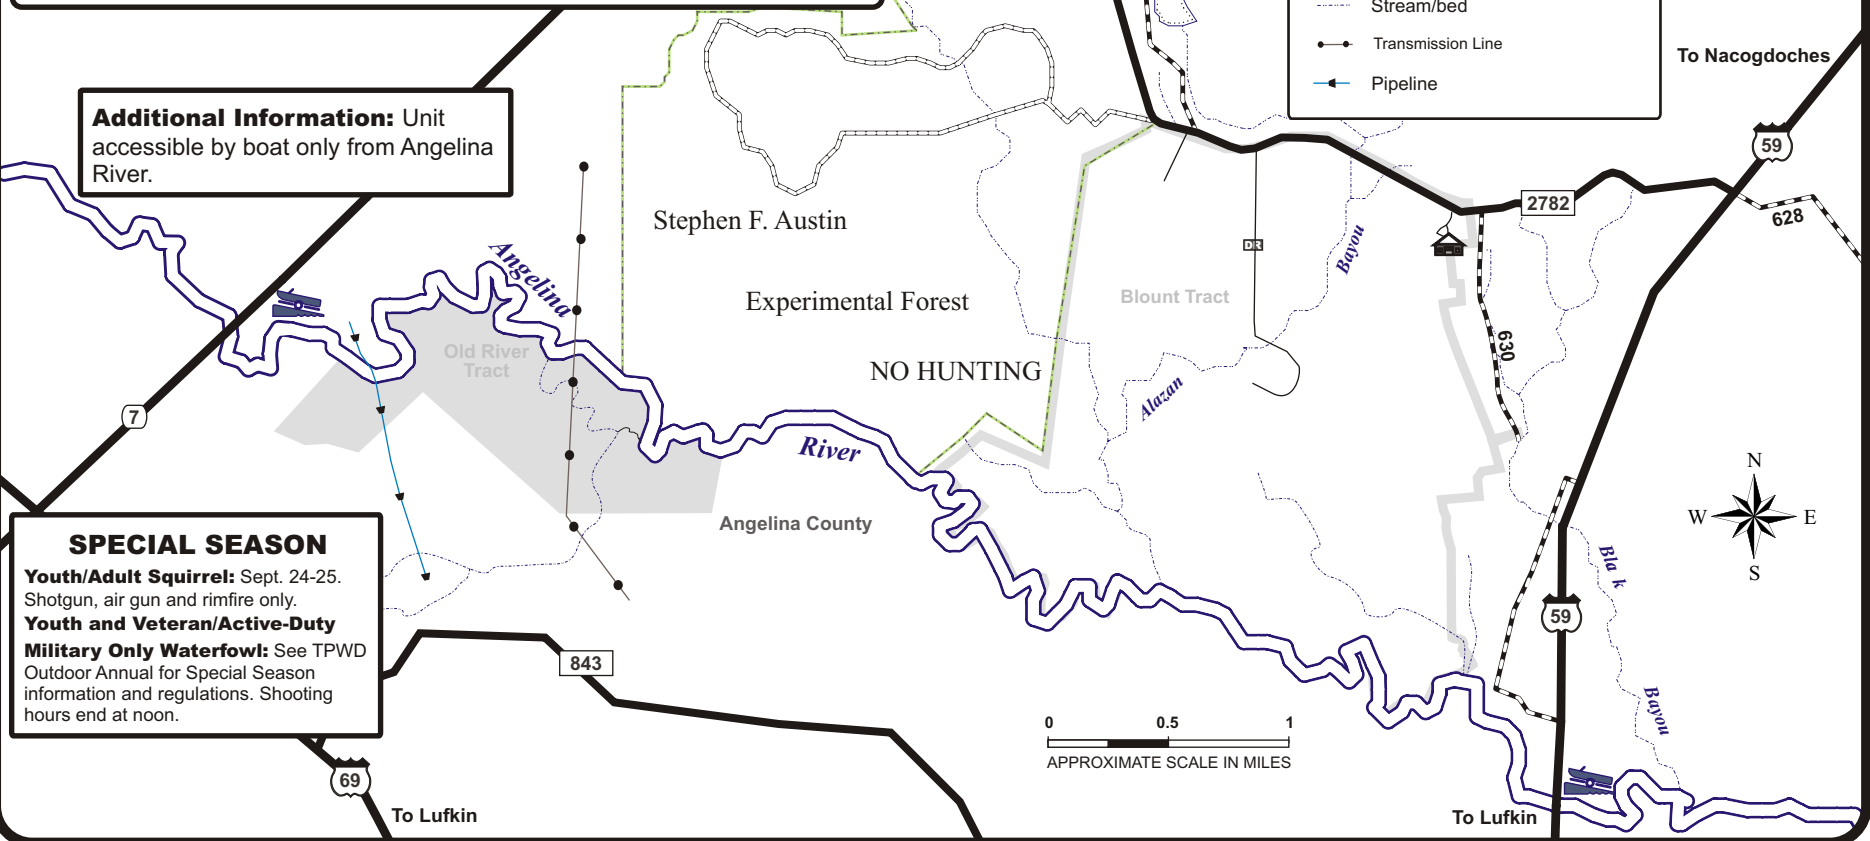 Stream/bed
Transmission Line
Pipeline
To Nacogdoches
Additional Information: Unit
accessible by boat only from Angelina
River.
59
2782
628
Stephen F. Austin
Experimental Forest
NO HUNTING
Angelina
River
Old River
Tract
Blount Tract
DR
Bayou
Alazan
630
7
Angelina County
N
W
E
S
SPECIAL SEASON
Youth/Adult Squirrel: Sept. 24-25.
Shotgun, air gun and rimfire only.
Youth and Veteran/Active-Duty
Military Only Waterfowl: See TPWD
Outdoor Annual for Special Season
information and regulations. Shooting
hours end at noon.
843
59
Bla k
Bayou
0 0.5 1
APPROXIMATE SCALE IN MILES
69
To Lufkin
To Lufkin